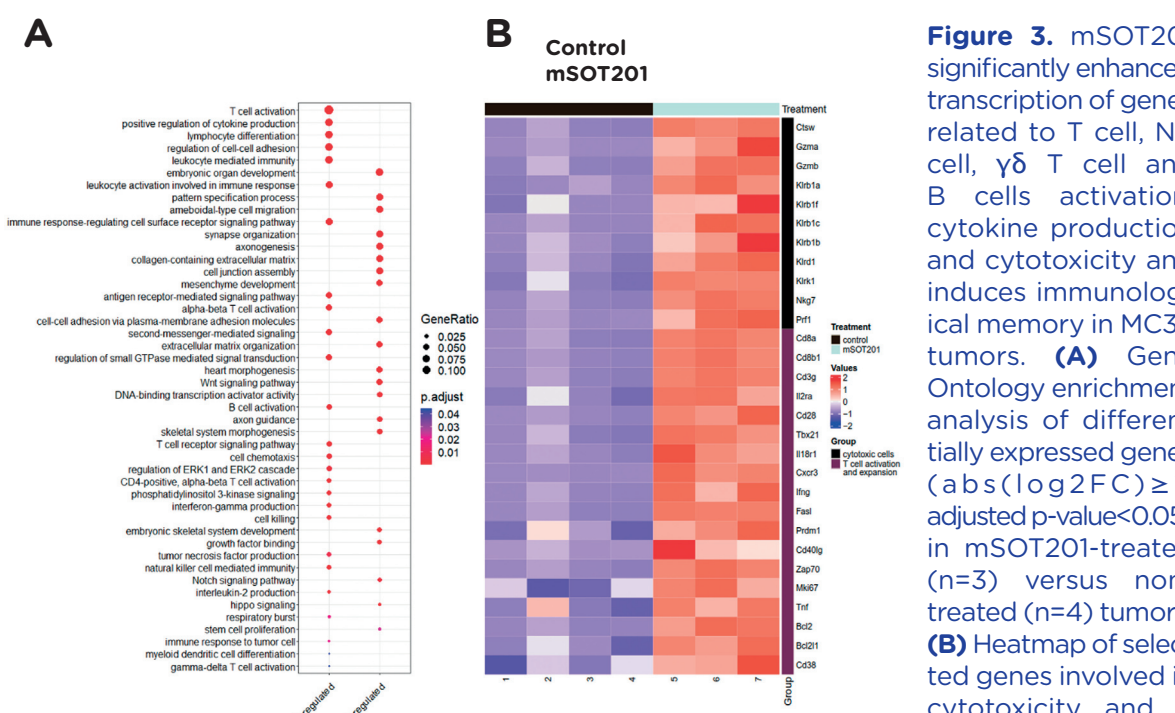 A
T cell activation
positive regulation of cytokine production
lymphocyte differentiation
regulation of cell-cell adhesion
leukocyte mediated immunity
embryonic organ development
leukocyte activation involved in immune response
pattern specification process
ameboidal-type cell migration
immune response-regulating cell surface receptor signaling pathway
synapse organization
axonogenesis
collagen-containing extracellular matrix
cell junction assembly
mesenchyme development
antigen receptor-mediated signaling pathway
alpha-beta T cell activation
cell-cell adhesion via plasma-membrane adhesion molecules
second-messenger-mediated signaling
extracellular matrix organization
regulation of small GTPase mediated signal transduction
heart morphogenesis
Wnt signaling pathway
DNA-binding transcription activator activity
B cell activation
axon guidance
skeletal system morphogenesis
T cell receptor signaling pathway
cell chemotaxis
regulation of ERK1 and ERK2 cascade
CD4-positive, alpha-beta T cell activation
phosphatidylinositol 3-kinase signaling
interferon-gamma production
cell killing
embryonic skeletal system development
growth factor binding
tumor necrosis factor production
natural killer cell mediated immunity
Notch signaling pathway
interleukin-2 production
hippo signaling
respiratory burst
stem cell proliferation
immune response to tumor cell
myeloid dendritic cell differentiation
gamma-delta T cell activation
regulated
regulated
GeneRatio
0.025
0.050
0.075
0.100
p.adjust
0.04
0.03
0.02
0.01
B
Control
mSOT201
Treatment
Ctsw
Gzma
Gzmb
Klrb1a
Klrb1f
Klrb1c
Klrb1b
Klrd1
Klrk1
Nkg7
Prf1
Cd8a
Cd8b1
Cd3g
Il2ra
Cd28
Tbx21
Il18r1
Cxcr3
Ifng
Fasl
Prdm1
Cd40lg
Zap70
Mki67
Tnf
Bcl2
Bcl2l1
Cd38
1
2
3
4
5
6
7
Group
Treatment
control
mSOT201
Values
2
1
0
−1
−2
Group
cytotoxic cells
T cell activation
and expansion
Figure 3. mSOT20
significantly enhance
transcription of gene
related to T cell, N
cell, γδ T cell an
B cells activation
cytokine productio
and cytotoxicity an
induces immunolog
ical memory in MC3
tumors. (A) Gen
Ontology enrichmen
analysis of differen
tially expressed gene
(abs(log2FC) ≥
adjusted p-value<0.05
in mSOT201-treate
(n=3) versus non
treated (n=4) tumor
(B) Heatmap of selec
ted genes involved i
cytotoxicity and